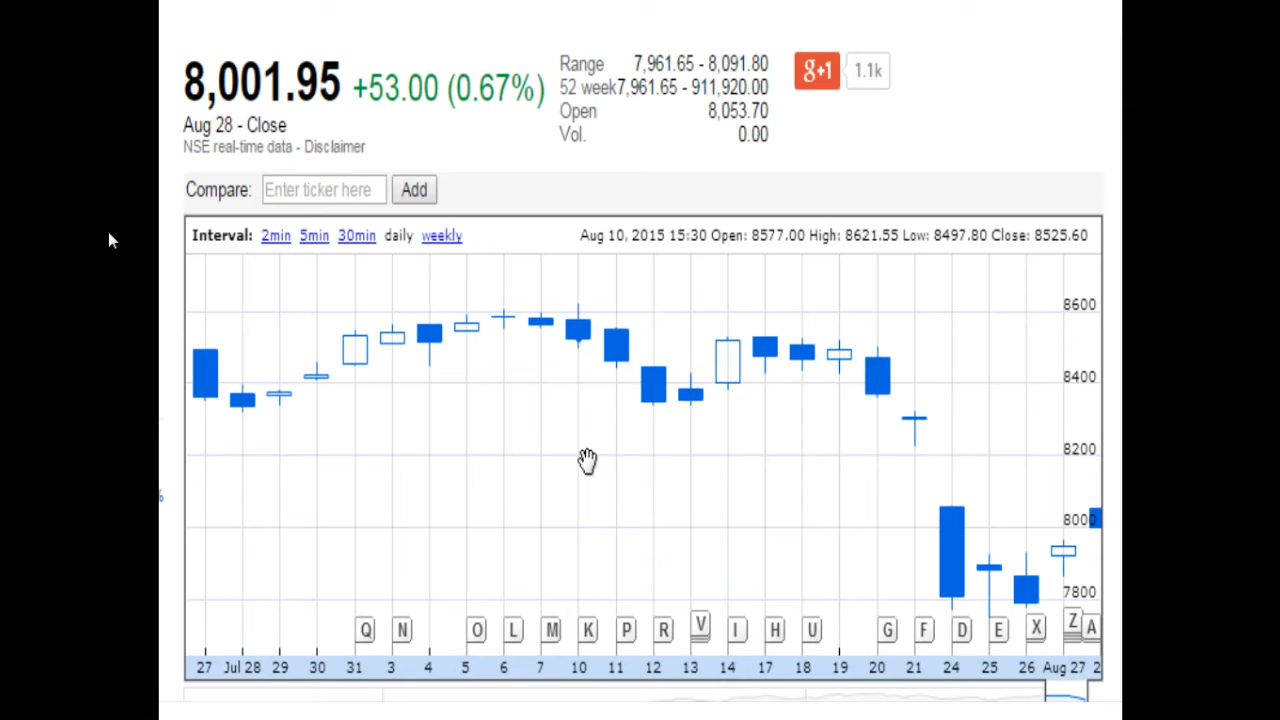 8,001.95 +53.00 (0.67%)
Aug 28 - Close
NSE real-time data - Disclaimer
Range 7,961.65 - 8,091.80
52 week 7,961.65 - 911,920.00
Open 8,053.70
Vol. 0.00
g+1 1.1k
Compare: Enter ticker here Add
Interval: 2min 5min 30min daily weekly
Aug 10, 2015 15:30 Open: 8577.00 High: 8621.55 Low: 8497.80 Close: 8525.60
8600
8400
8200
8000
7800
Q N O L M K P R V I H U G F D E X Z A
27 Jul 28 29 30 31 3 4 5 6 7 10 11 12 13 14 17 18 19 20 21 24 25 26 Aug 27 2